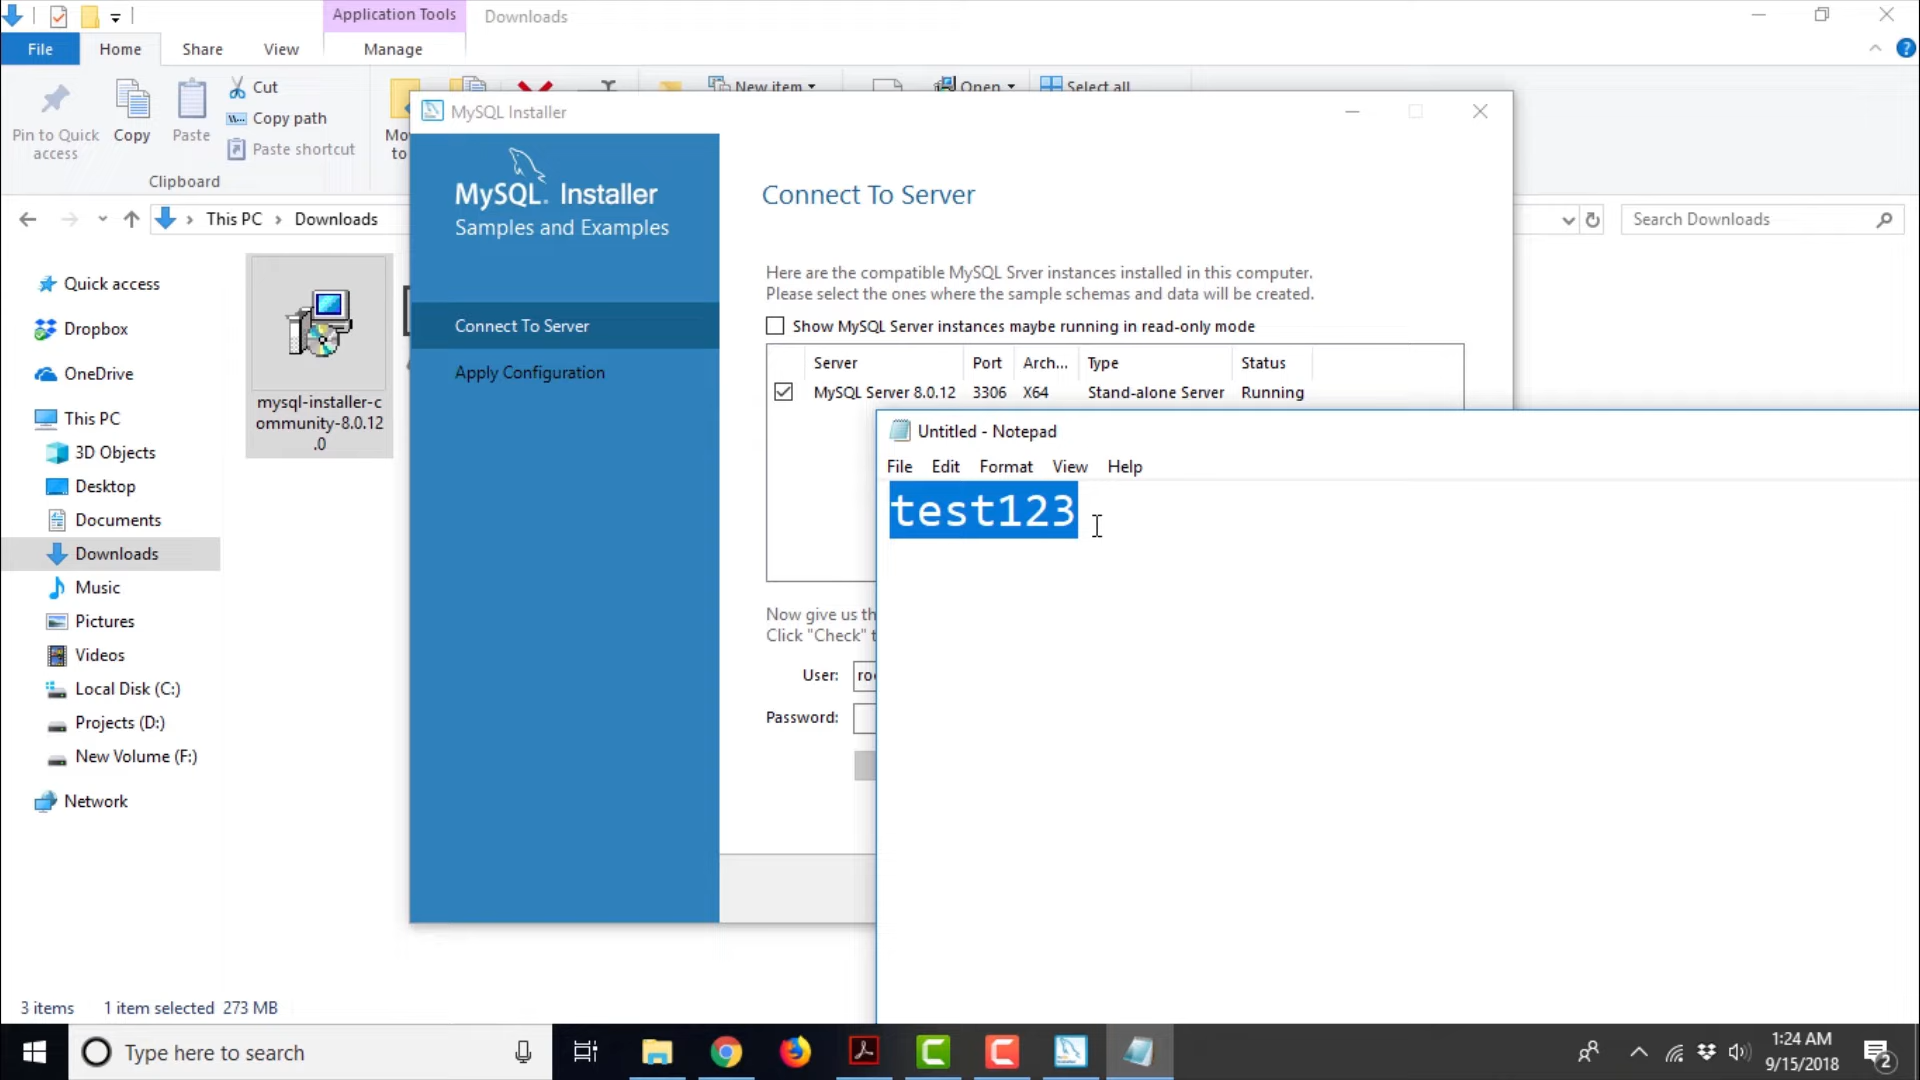 Application Tools
Downloads
File
Home
Share
View
Manage
Pin to Quick
access
Copy
Paste
Cut
Copy path
Paste shortcut
Clipboard
to
New item
Open
Select all
This PC
Downloads
Search Downloads
Quick access
Dropbox
OneDrive
This PC
3D Objects
Desktop
Documents
Downloads
Music
Pictures
Videos
Local Disk (C:)
Projects (D:)
New Volume (F:)
Network
mysql-installer-c
ommunity-8.0.12
.0
3 items 1 item selected 273 MB
MySQL Installer
MySQL. Installer
Samples and Examples
Connect To Server
Apply Configuration
Connect To Server
Here are the compatible MySQL Srver instances installed in this computer.
Please select the ones where the sample schemas and data will be created.
Show MySQL Server instances maybe running in read-only mode
Server Port Arch... Type Status
MySQL Server 8.0.12 3306 X64 Stand-alone Server Running
Now give us th
Click "Check" t
User:
Password:
Untitled - Notepad
File Edit Format View Help
test123
Type here to search
1:24 AM
9/15/2018
2